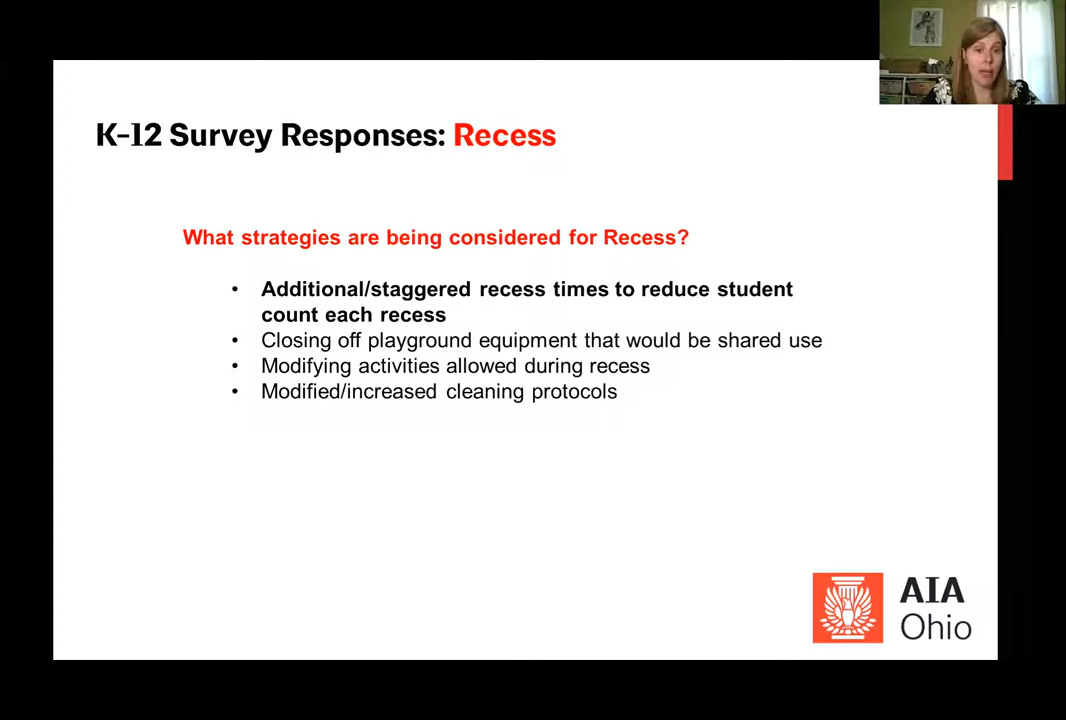 K-12 Survey Responses: Recess
What strategies are being considered for Recess?
• Additional/staggered recess times to reduce student
count each recess
• Closing off playground equipment that would be shared use
• Modifying activities allowed during recess
• Modified/increased cleaning protocols
AIA
Ohio